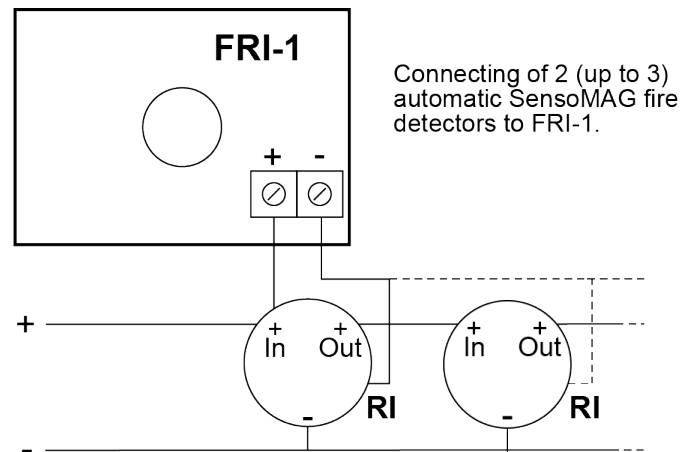 FRI-1
Connecting of 2 (up to 3)
automatic SensoMAG fire
detectors to FRI-1.
+ -
+
+ + + +
In Out In Out
- RI - RI
-